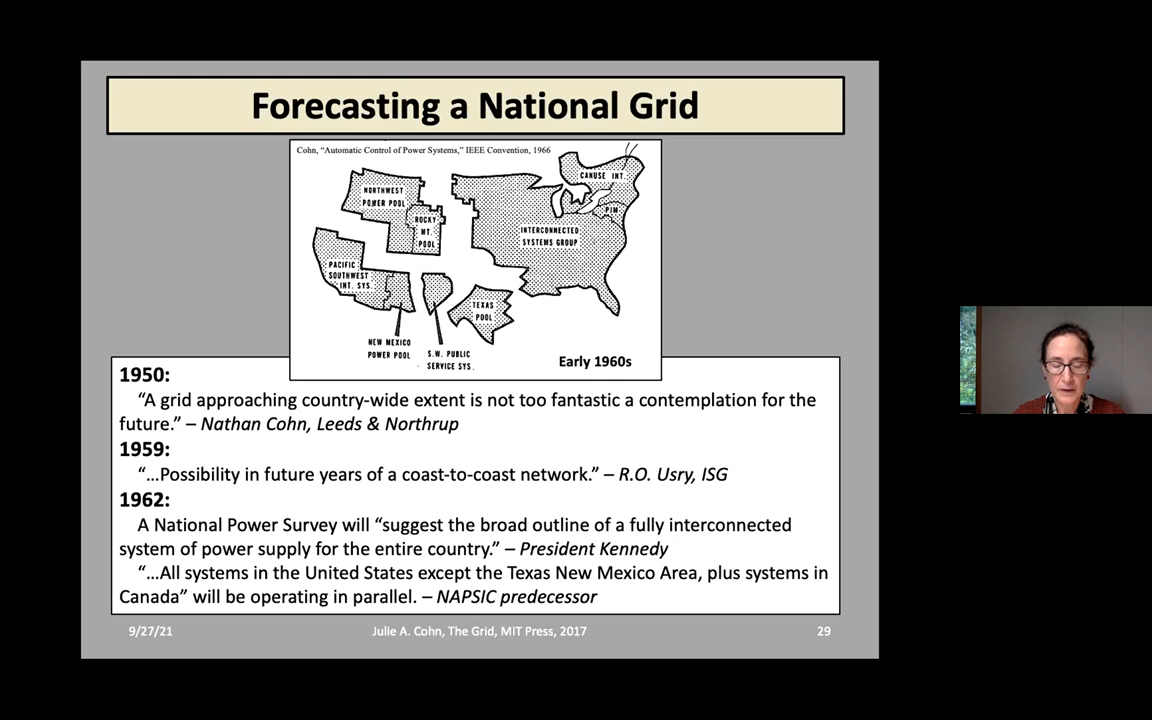 Forecasting a National Grid
Cohn, “Automatic Control of Power Systems,” IEEE Convention, 1966
CANUSE INT.
NORTHWEST
POWER POOL
PJM
ROCKY
MT.
POOL
INTERCONNECTED
SYSTEMS GROUP
PACIFIC
SOUTHWEST
INT. SYS.
TEXAS
POOL
NEW MEXICO
POWER POOL
S.W. PUBLIC
SERVICE SYS.
Early 1960s
1950:
“A grid approaching country-wide extent is not too fantastic a contemplation for the
future.” – Nathan Cohn, Leeds & Northrup
1959:
“…Possibility in future years of a coast-to-coast network.” – R.O. Usry, ISG
1962:
A National Power Survey will “suggest the broad outline of a fully interconnected
system of power supply for the entire country.” – President Kennedy
“…All systems in the United States except the Texas New Mexico Area, plus systems in
Canada” will be operating in parallel. – NAPSIC predecessor
9/27/21
Julie A. Cohn, The Grid, MIT Press, 2017
29